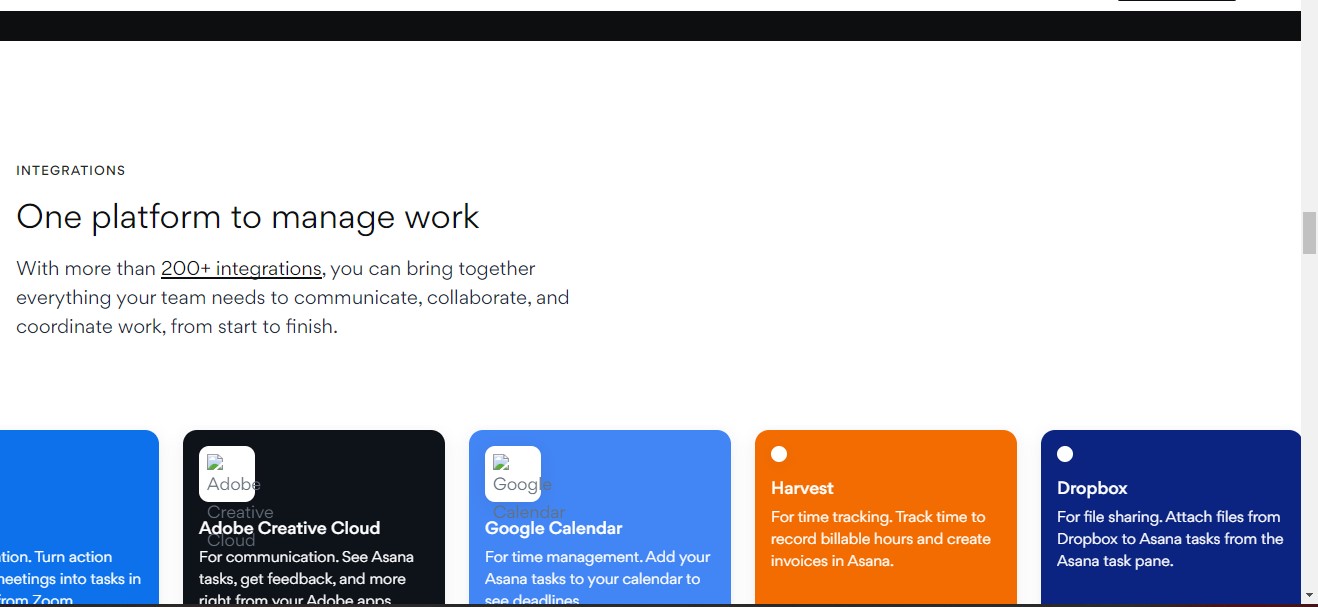 INTEGRATIONS
One platform to manage work
With more than 200+ integrations, you can bring together
everything your team needs to communicate, collaborate, and
coordinate work, from start to finish.
tion. Turn action
meetings into tasks in
from Zoom
Adobe
Creative
Cloud
Adobe Creative Cloud
For communication. See Asana
tasks, get feedback, and more
right from your Adobe apps
Google
Calendar
Google Calendar
For time management. Add your
Asana tasks to your calendar to
see deadlines
Harvest
For time tracking. Track time to
record billable hours and create
invoices in Asana.
Dropbox
For file sharing. Attach files from
Dropbox to Asana tasks from the
Asana task pane.